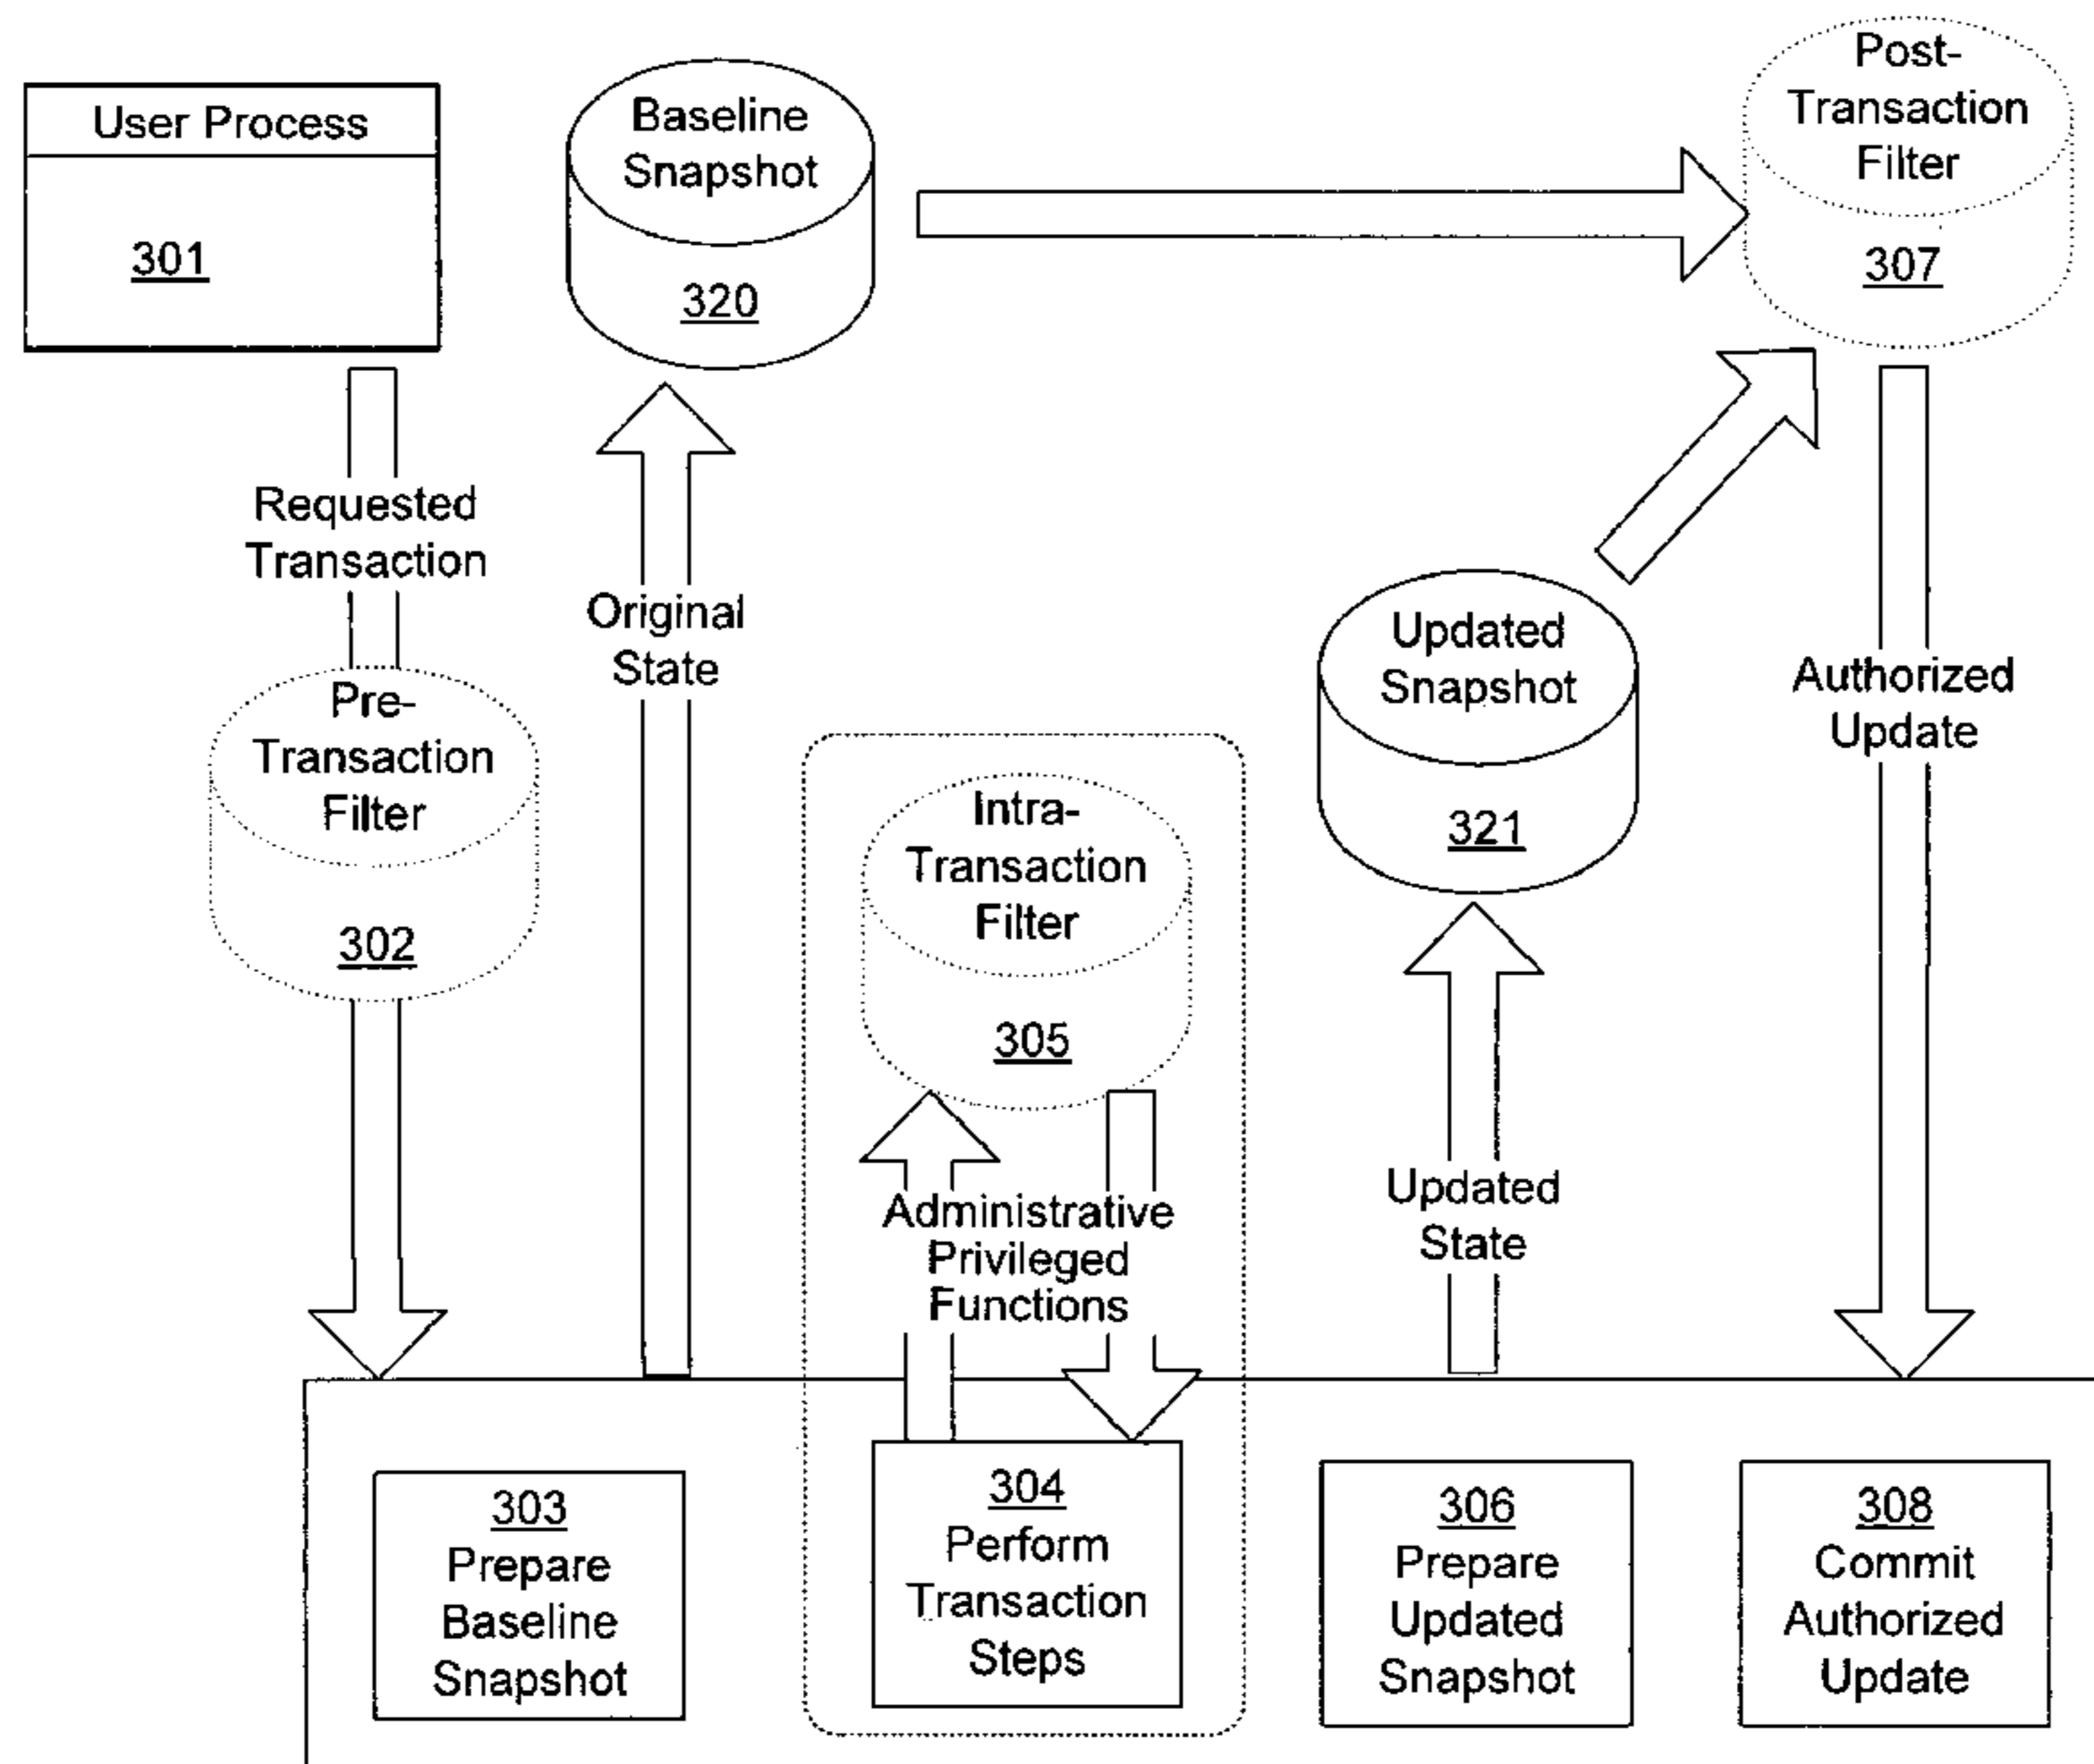 User Process
301
Baseline
Snapshot
320
Post-
Transaction
Filter
307
Requested
Transaction
Original
State
Pre-
Transaction
Filter
302
Intra-
Transaction
Filter
305
Updated
Snapshot
321
Authorized
Update
Administrative
Privileged
Functions
Updated
State
303
Prepare
Baseline
Snapshot
304
Perform
Transaction
Steps
306
Prepare
Updated
Snapshot
308
Commit
Authorized
Update